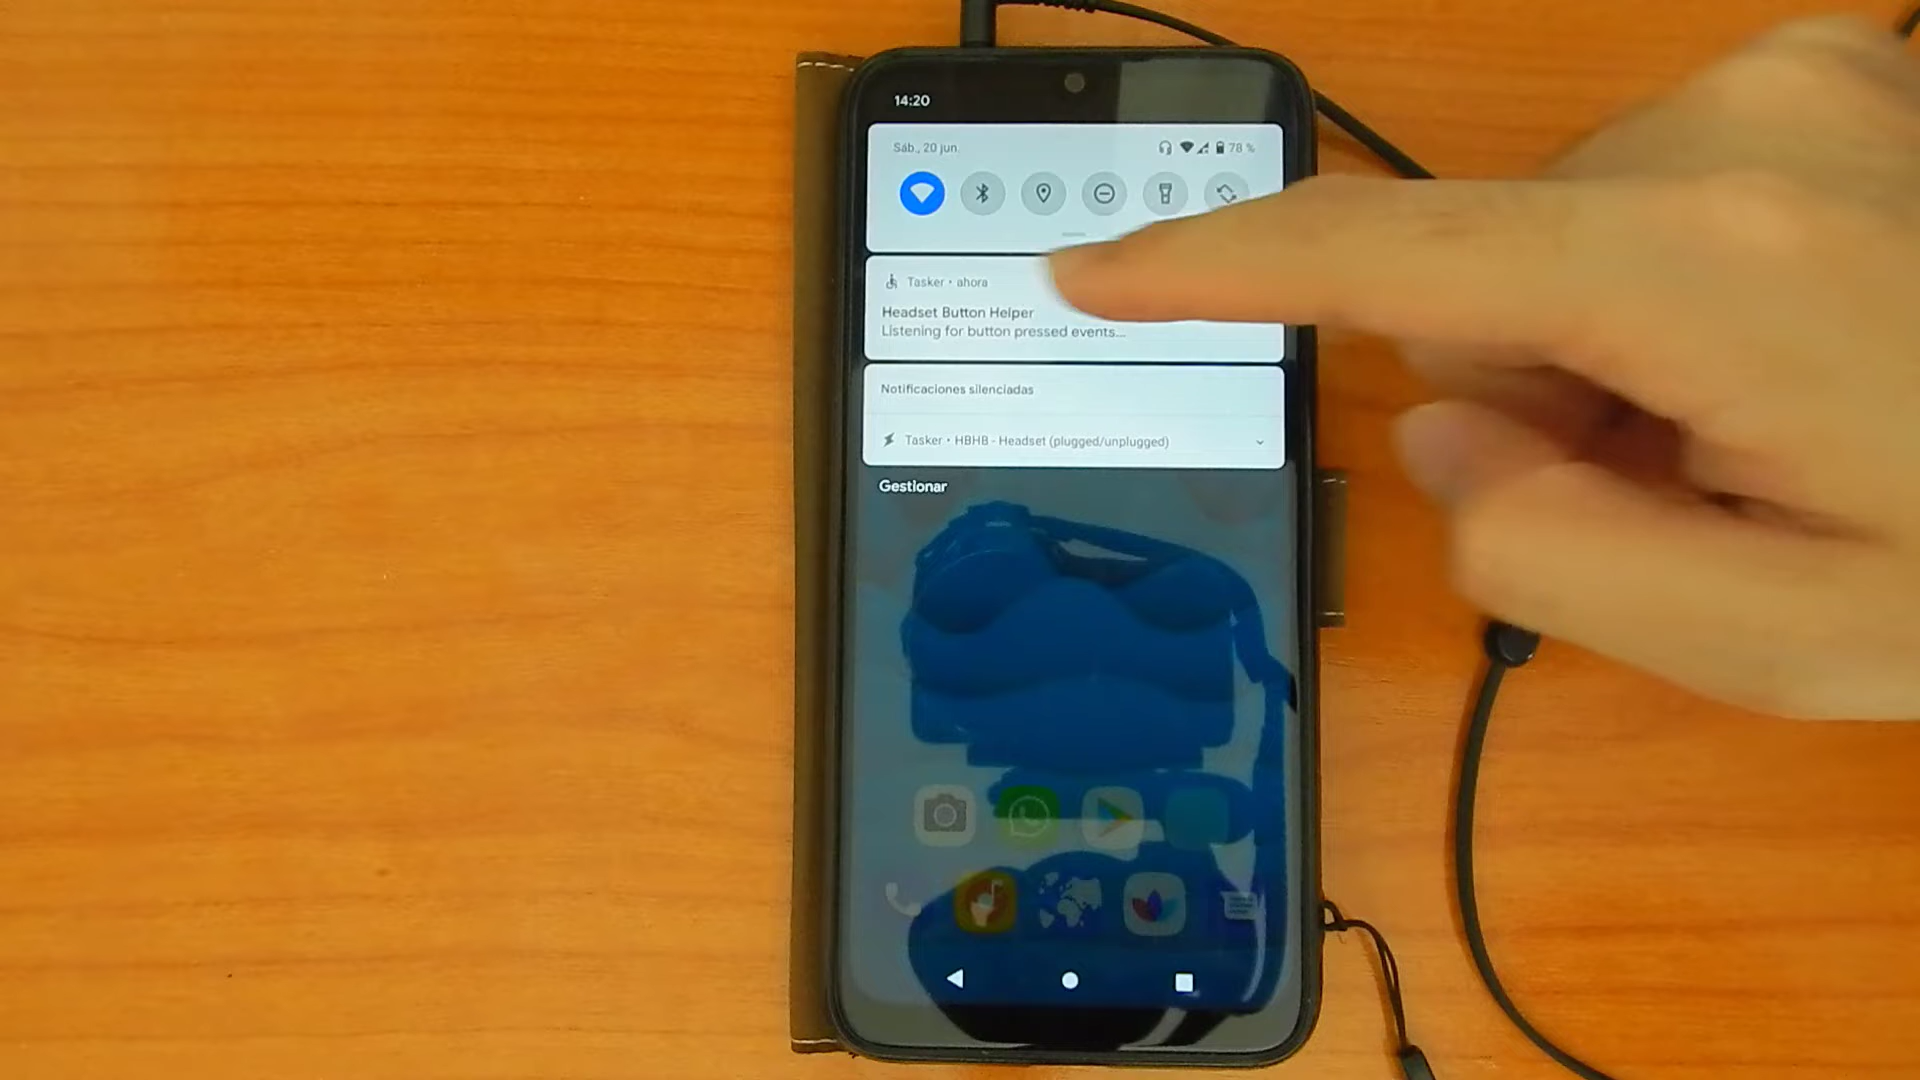 14:20
Sáb., 20 jun.
78 %
Tasker • ahora
Headset Button Helper
Listening for button pressed events...
Notificaciones silenciadas
Tasker • HBHB - Headset (plugged/unplugged)
Gestionar